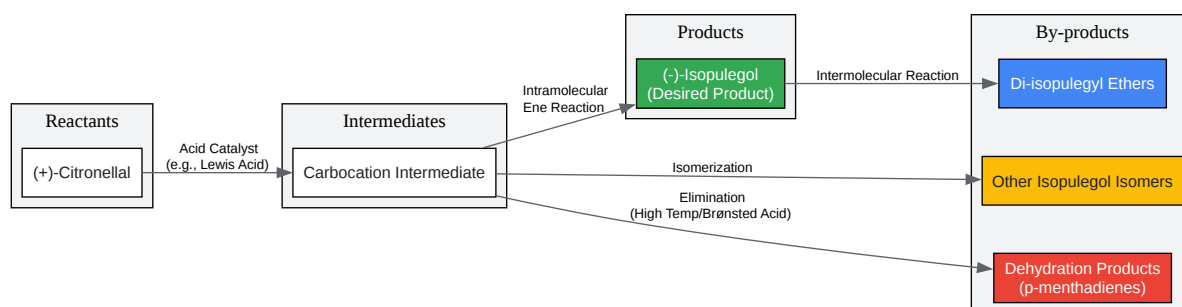 Reactants
(+)-Citronellal
Acid Catalyst
(e.g., Lewis Acid)
Intermediates
Carbocation Intermediate
Intramolecular
Ene Reaction
Products
(-)-Isopulegol
(Desired Product)
Intermolecular Reaction
Isomerization
Elimination
(High Temp/Brønsted Acid)
By-products
Di-isopulegyl Ethers
Other Isopulegol Isomers
Dehydration Products
(p-menthadienes)